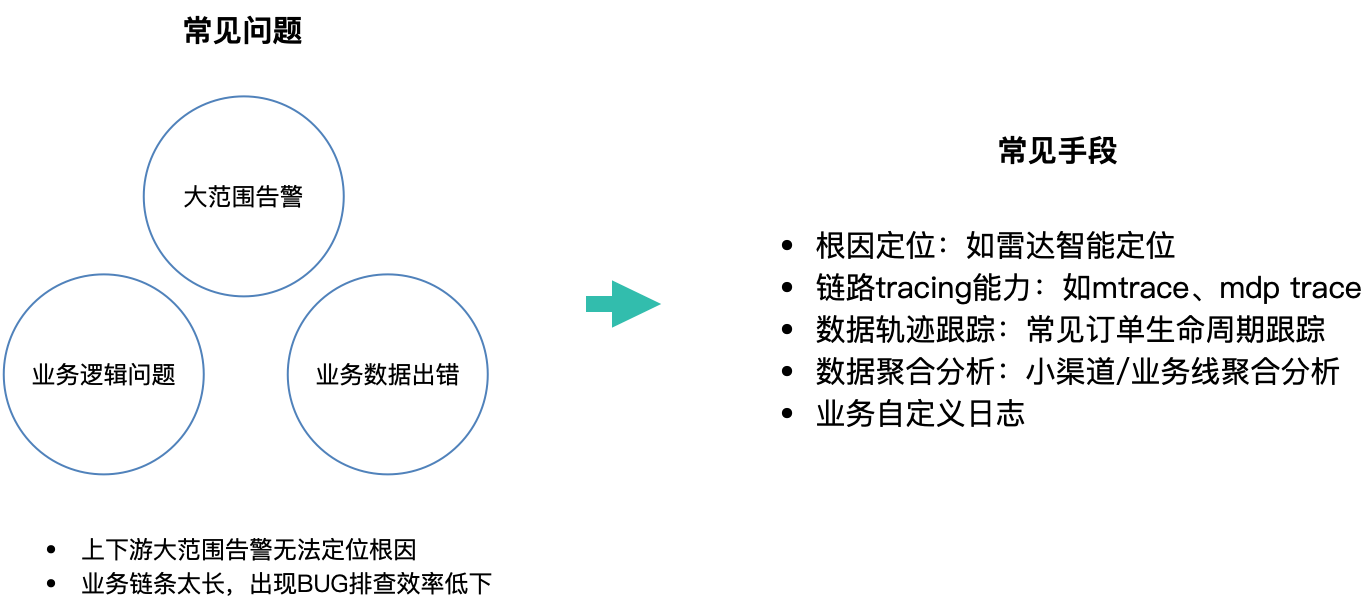 常见问题
大范围告警
业务逻辑问题
业务数据出错
• 上下游大范围告警无法定位根因
• 业务链条太长，出现BUG排查效率低下
常见手段
• 根因定位：如雷达智能定位
• 链路tracing能力：如mtrace、mdp trace
• 数据轨迹跟踪：常见订单生命周期跟踪
• 数据聚合分析：小渠道/业务线聚合分析
• 业务自定义日志